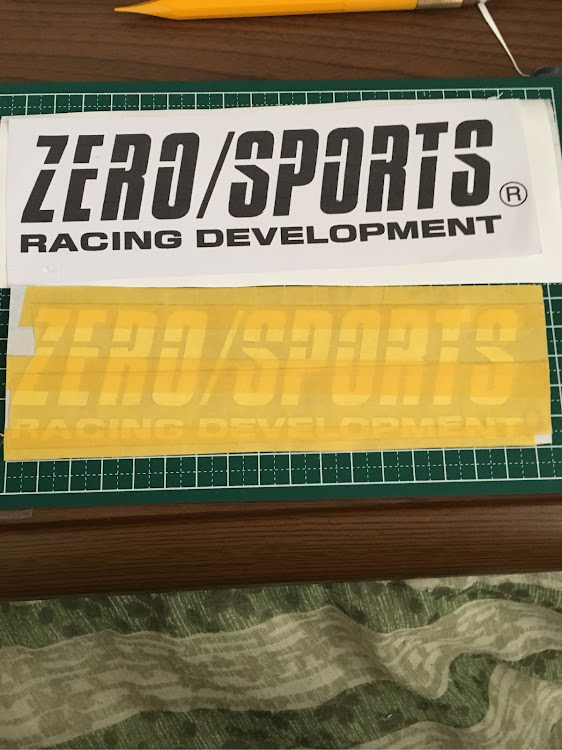 ZERO/SPORTS®
RACING DEVELOPMENT
ZERO/SPORTS
RACING DEVELOPMENT